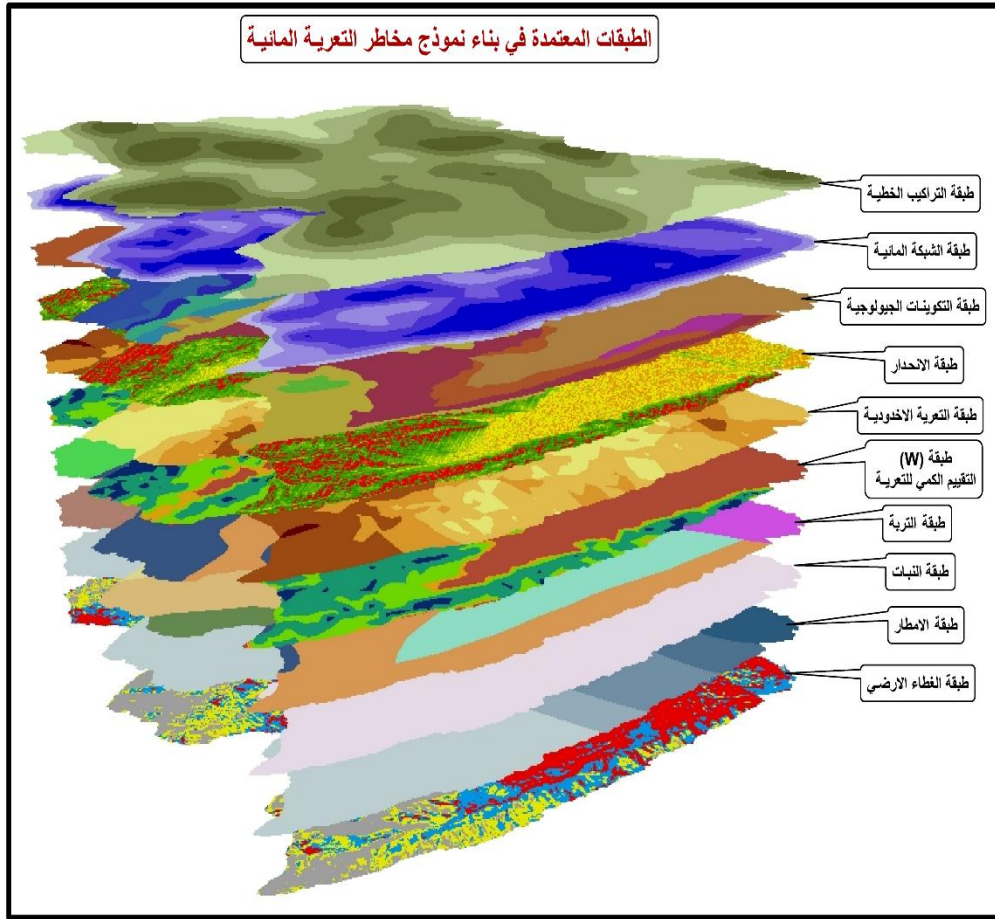 الطبقات المعتمدة في بناء نموذج مخاطر التعرية المائية
طبقة التراكيب الخطية
طبقة الشبكة المائية
طبقة التكوينات الجيولوجية
طبقة الانحدار
طبقة التعرية الاخدودية
طبقة (W)
التقييم الكمي للتعرية
طبقة التربة
طبقة النبات
طبقة الامطار
طبقة الغطاء الارضي